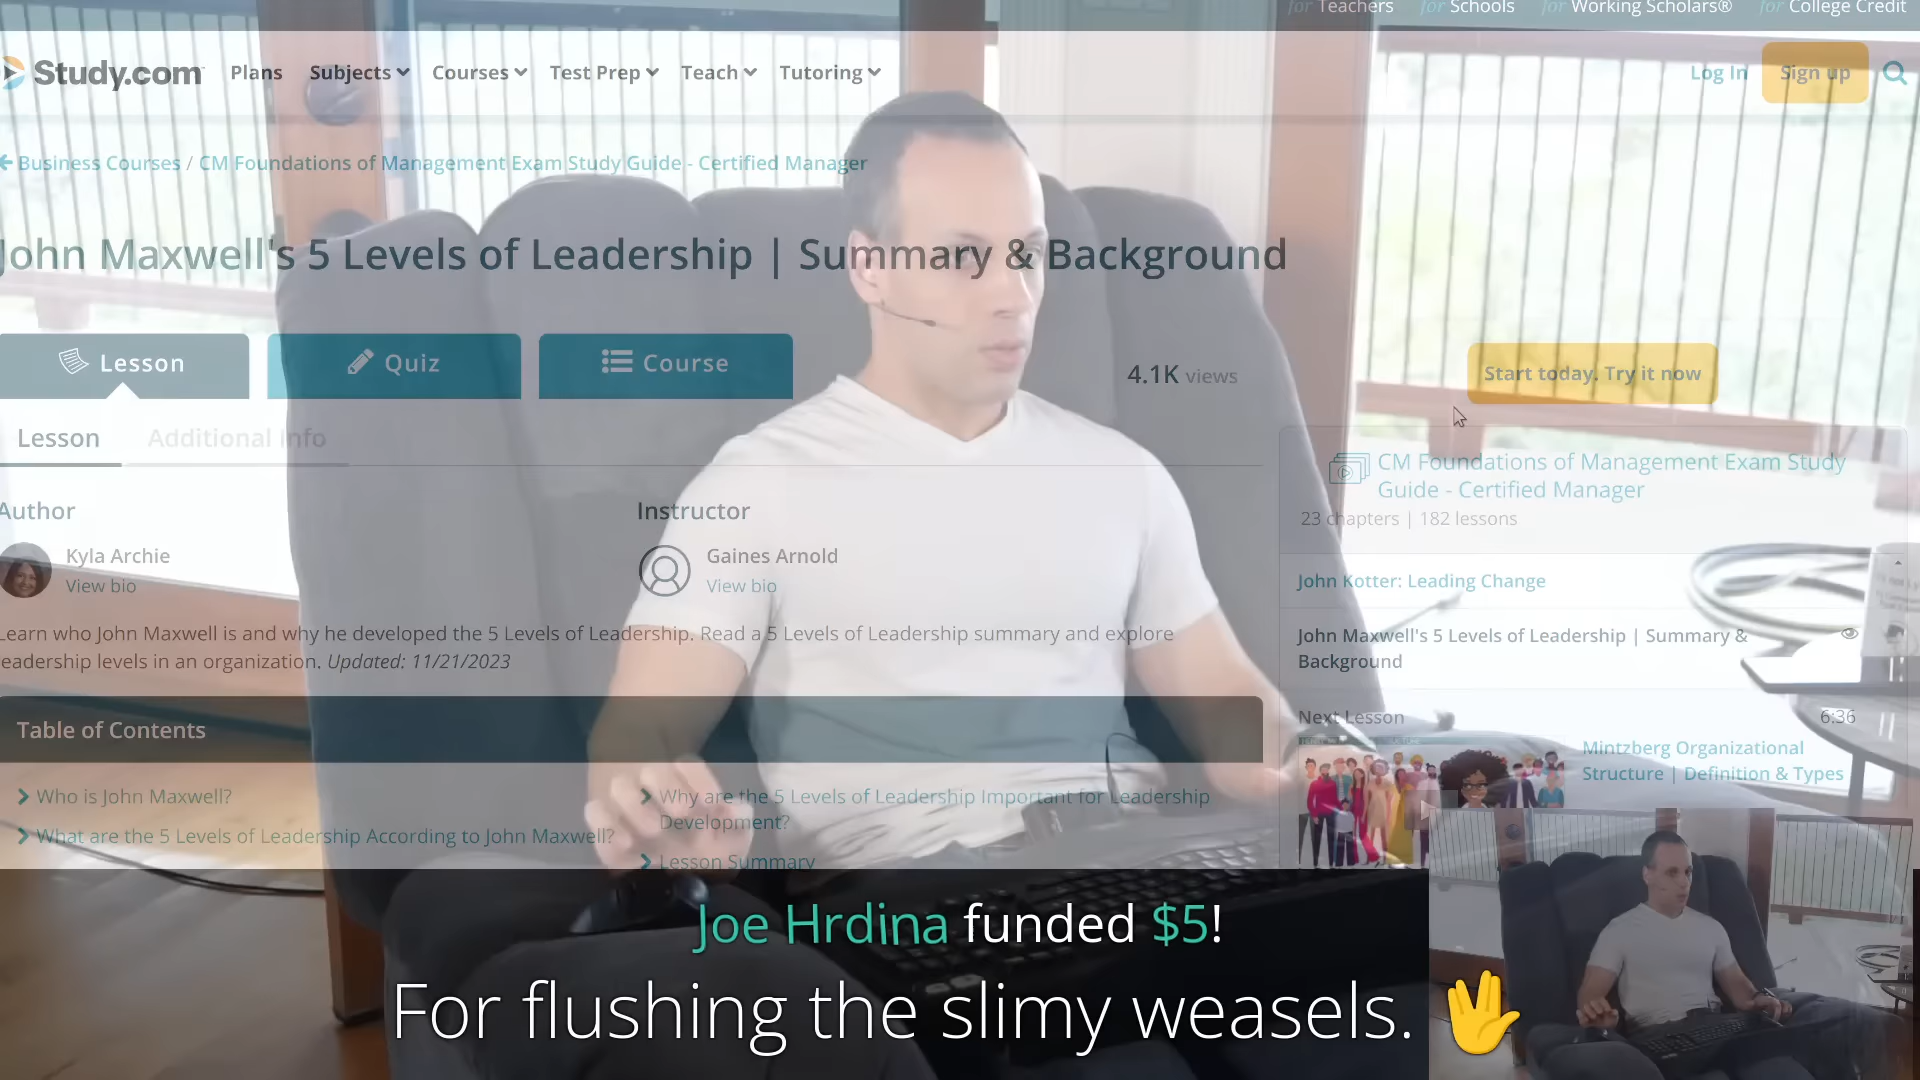 for Teachers for Schools for Working Scholars® for College Credit
Study.com Plans Subjects Courses Test Prep Teach Tutoring Log In Sign up
Business Courses / CM Foundations of Management Exam Study Guide - Certified Manager
John Maxwell's 5 Levels of Leadership | Summary & Background
Lesson Quiz Course
4.1K views
Start today. Try it now
Lesson Additional Info
CM Foundations of Management Exam Study
Guide - Certified Manager
23 chapters | 182 lessons
Author
Kyla Archie
View bio
Instructor
Gaines Arnold
View bio
John Kotter: Leading Change
Learn who John Maxwell is and why he developed the 5 Levels of Leadership. Read a 5 Levels of Leadership summary and explore
leadership levels in an organization. Updated: 11/21/2023
John Maxwell's 5 Levels of Leadership | Summary &
Background
Table of Contents
Next Lesson 6:36
Mintzberg Organizational
Structure | Definition & Types
Who is John Maxwell?
What are the 5 Levels of Leadership According to John Maxwell?
Why are the 5 Levels of Leadership Important for Leadership
Development?
Lesson Summary
Joe Hrdina funded $5!
For flushing the slimy weasels. 🖖